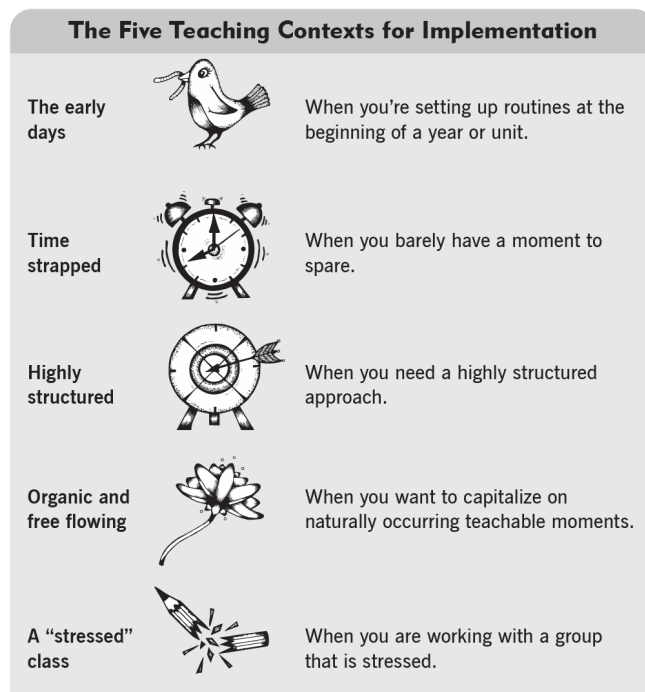 The Five Teaching Contexts for Implementation
The early
days
When you’re setting up routines at the
beginning of a year or unit.
Time
strapped
When you barely have a moment to
spare.
Highly
structured
When you need a highly structured
approach.
Organic and
free flowing
When you want to capitalize on
naturally occurring teachable moments.
A “stressed”
class
When you are working with a group
that is stressed.